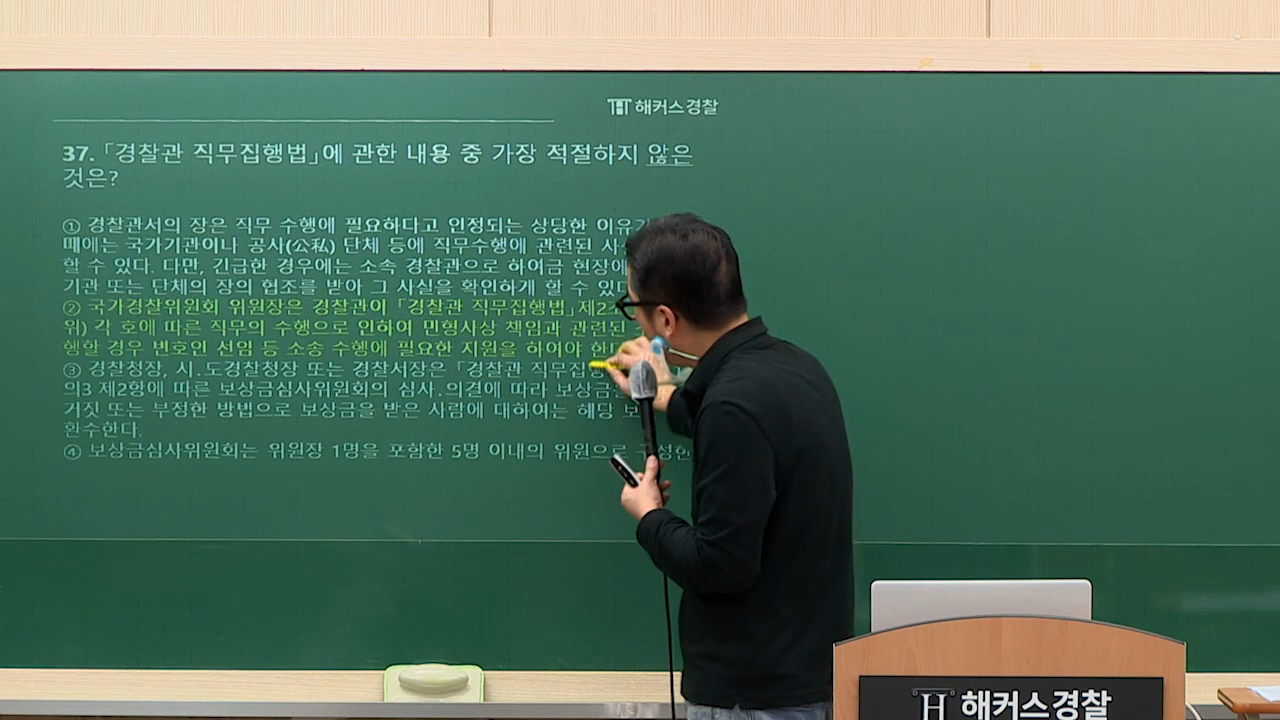 해커스경찰
37. ｢경찰관 직무집행법｣에 관한 내용 중 가장 적절하지 않은
것은?
① 경찰관서의 장은 직무 수행에 필요하다고 인정되는 상당한 이유가
때에는 국가기관이나 공사(公私) 단체 등에 직무수행에 관련된
할 수 있다. 다만, 긴급한 경우에는 소속 경찰관으로 하여금 현장에
기관 또는 단체의 장의 협조를 받아 그 사실을 확인하게 할 수 있다
② 국가경찰위원회 위원장은 경찰관이 ｢경찰관 직무집행법｣제2조
위) 각 호에 따른 직무의 수행으로 인하여 민형사상 책임과 관련된
행할 경우 변호인 선임 등 소송 수행에 필요한 지원을 하여야 한다
③ 경찰청장, 시.도경찰청장 또는 경찰서장은 ｢경찰관 직무집행
의3 제2항에 따른 보상금심사위원회의 심사.의결에 따라 보상금을
거짓 또는 부정한 방법으로 보상금을 받은 사람에 대하여는 해당
환수한다.
④ 보상금심사위원회는 위원장 1명을 포함한 5명 이내의 위원으로 구성한
해커스경찰